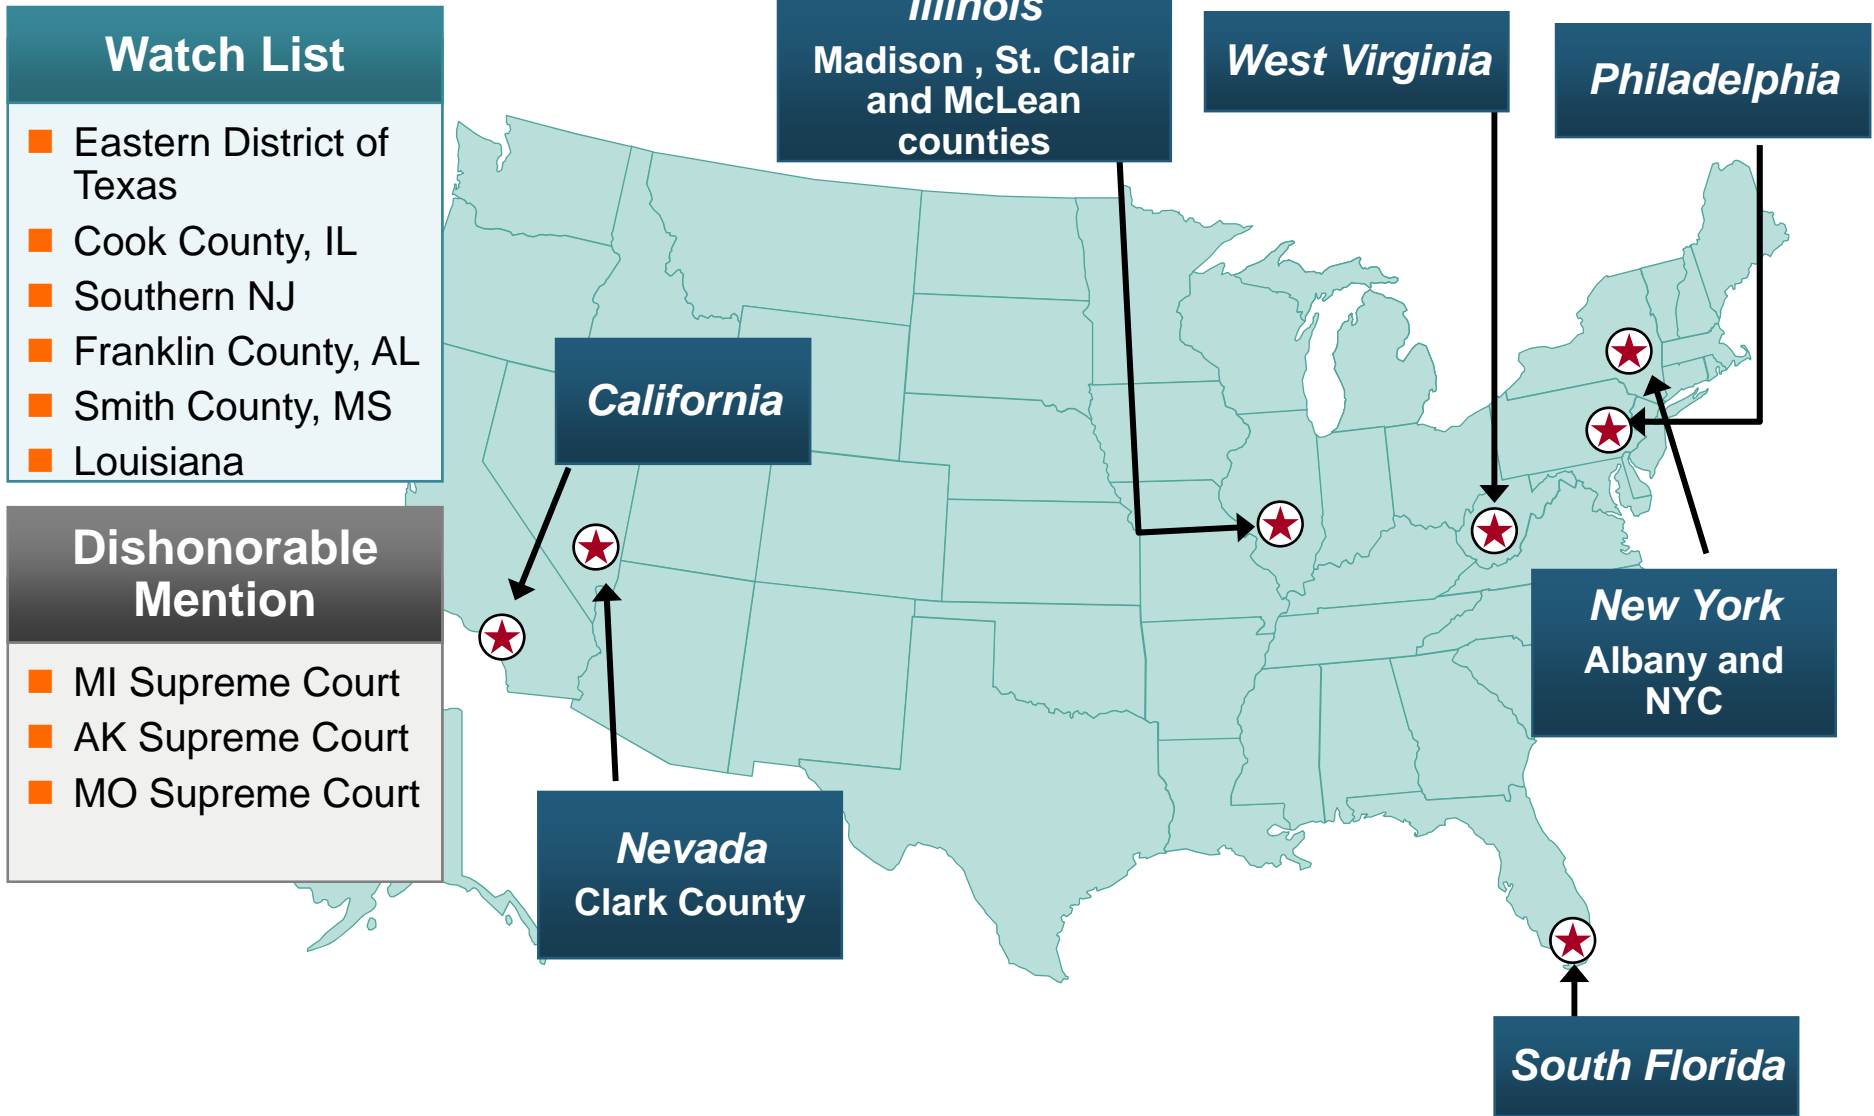 Watch List
Eastern District of
Texas
Cook County, IL
Southern NJ
Franklin County, AL
Smith County, MS
Louisiana
Dishonorable
Mention
MI Supreme Court
AK Supreme Court
MO Supreme Court
Illinois
Madison , St. Clair
and McLean
counties
West Virginia
Philadelphia
California
New York
Albany and
NYC
Nevada
Clark County
South Florida